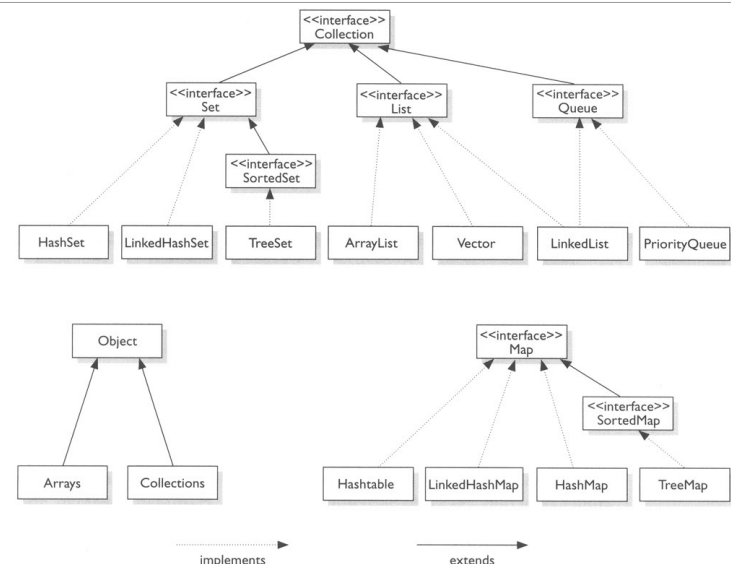 <<interface>>
Collection
<<interface>>
Set
<<interface>>
List
<<interface>>
Queue
<<interface>>
SortedSet
HashSet
LinkedHashSet
TreeSet
ArrayList
Vector
LinkedList
PriorityQueue
Object
<<interface>>
Map
<<interface>>
SortedMap
Arrays
Collections
Hashtable
LinkedHashMap
HashMap
TreeMap
implements
extends